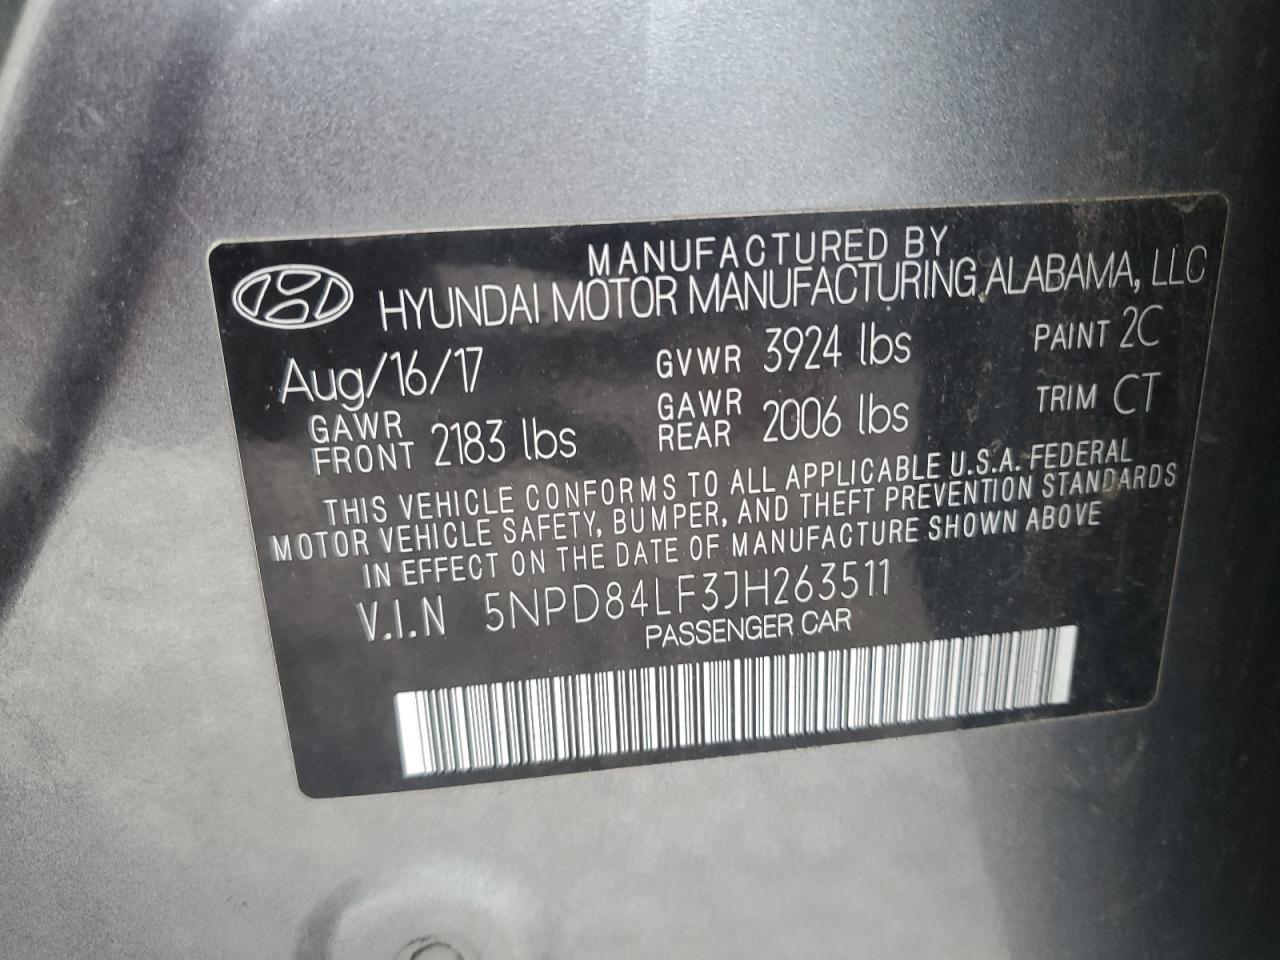 MANUFACTURED BY
HYUNDAI MOTOR MANUFACTURING ALABAMA, LLC
Aug/16/17 GVWR 3924 lbs PAINT 2C
GAWR FRONT 2183 lbs GAWR REAR 2006 lbs TRIM CT
THIS VEHICLE CONFORMS TO ALL APPLICABLE U.S.A. FEDERAL
MOTOR VEHICLE SAFETY, BUMPER, AND THEFT PREVENTION STANDARDS
IN EFFECT ON THE DATE OF MANUFACTURE SHOWN ABOVE
V.I.N 5NPD84LF3JH263511
PASSENGER CAR